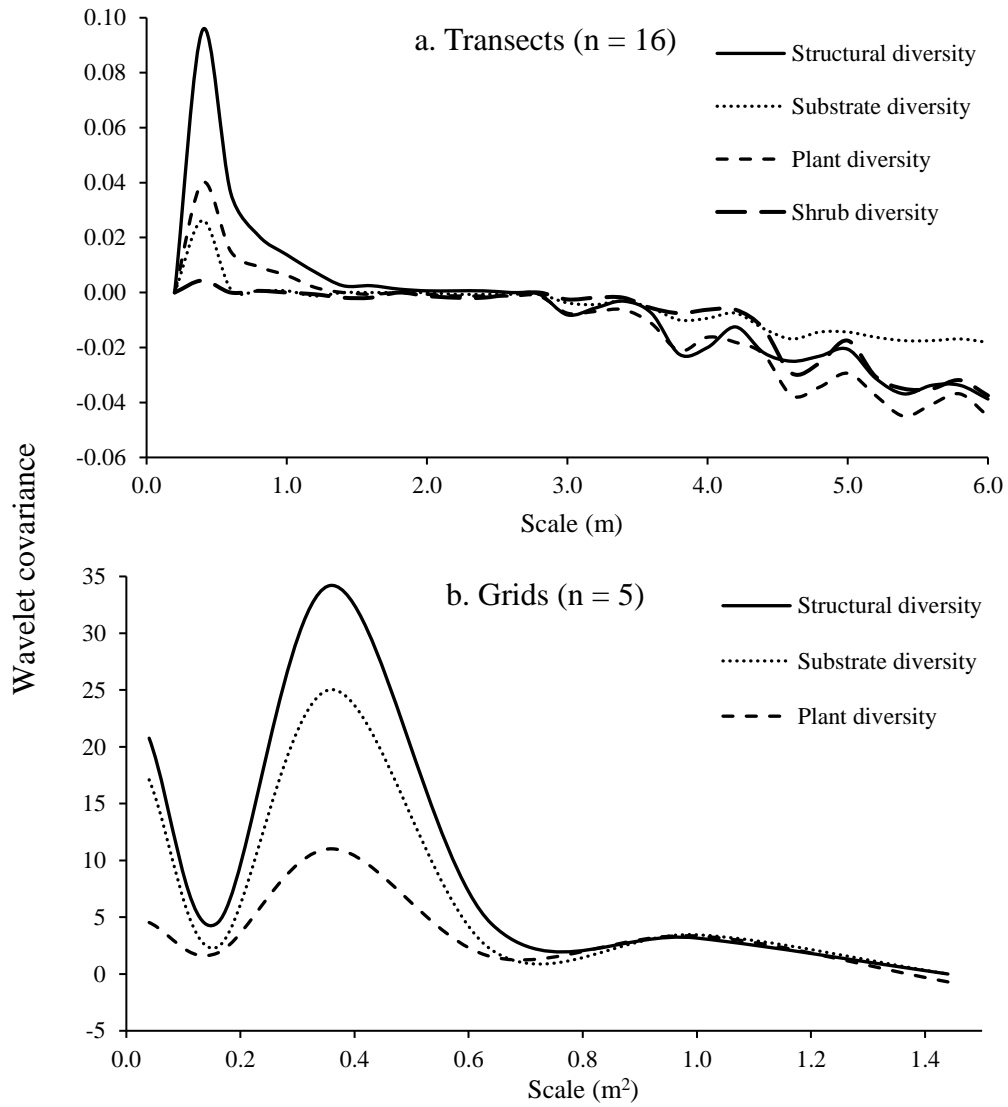 a. Transects (n = 16)
Structural diversity
Substrate diversity
Plant diversity
Shrub diversity
0.10
0.08
0.06
0.04
0.02
0.00
-0.02
-0.04
-0.06
0.0 1.0 2.0 3.0 4.0 5.0 6.0
Scale (m)
Wavelet covariance
b. Grids (n = 5)
Structural diversity
Substrate diversity
Plant diversity
35
30
25
20
15
10
5
0
-5
0.0 0.2 0.4 0.6 0.8 1.0 1.2 1.4
Scale (m²)